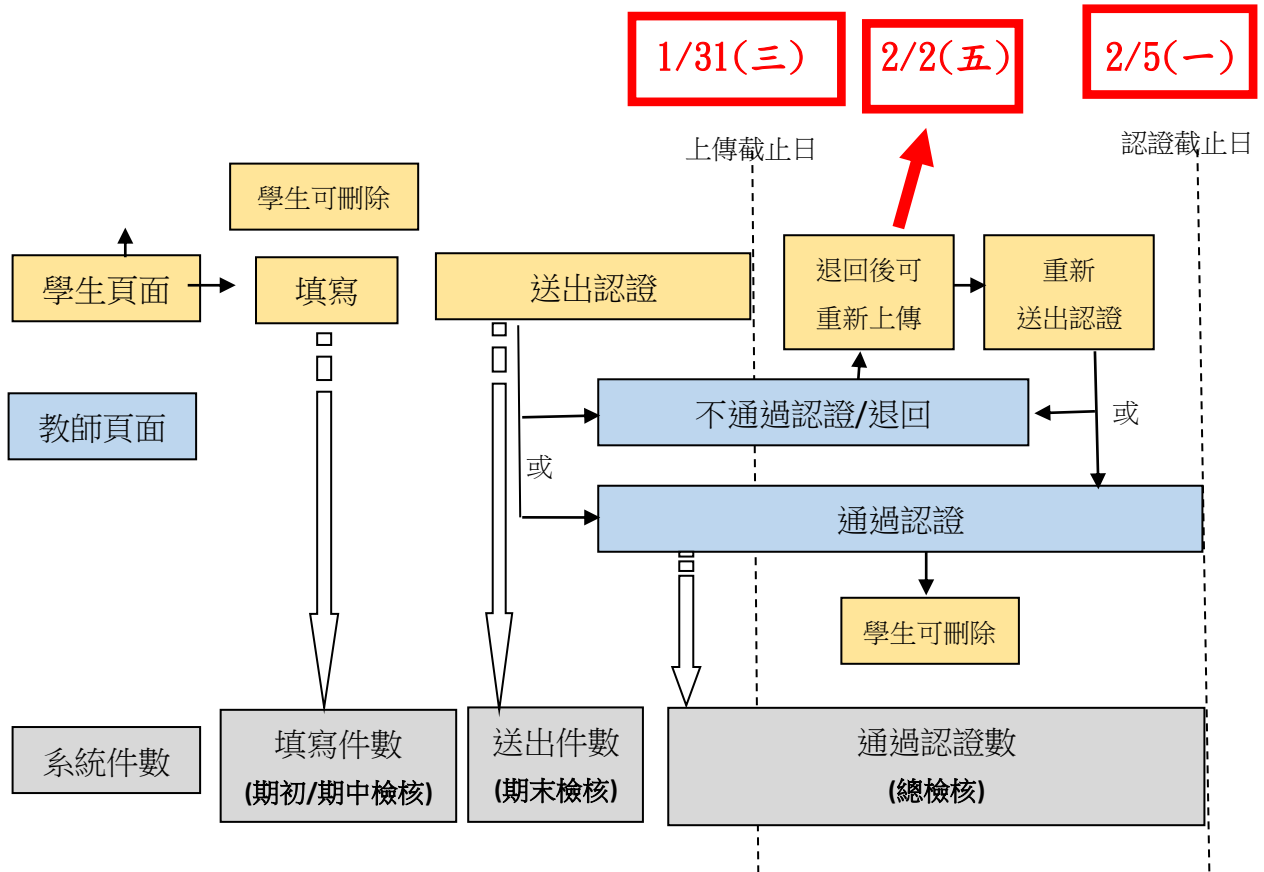 1/31(三)
2/2(五)
2/5(一)
上傳截止日
認證截止日
學生可刪除
學生頁面
填寫
送出認證
退回後可
重新上傳
重新
送出認證
教師頁面
不通過認證/退回
或
或
通過認證
學生可刪除
系統件數
填寫件數
(期初/期中檢核)
送出件數
(期末檢核)
通過認證數
(總檢核)